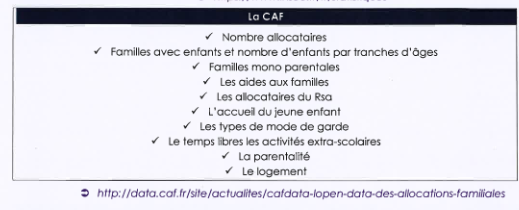 La CAF
✓ Nombre allocataires
✓ Familles avec enfants et nombre d'enfants par tranches d'âges
✓ Familles mono parentales
✓ Les aides aux familles
✓ Les allocataires du Rsa
✓ L'accueil du jeune enfant
✓ Les types de mode de garde
✓ Le temps libres les activités extra-scolaires
✓ La parentalité
✓ Le logement
➲ http://data.caf.fr/site/actualites/cafdata-lopen-data-des-allocations-familiales